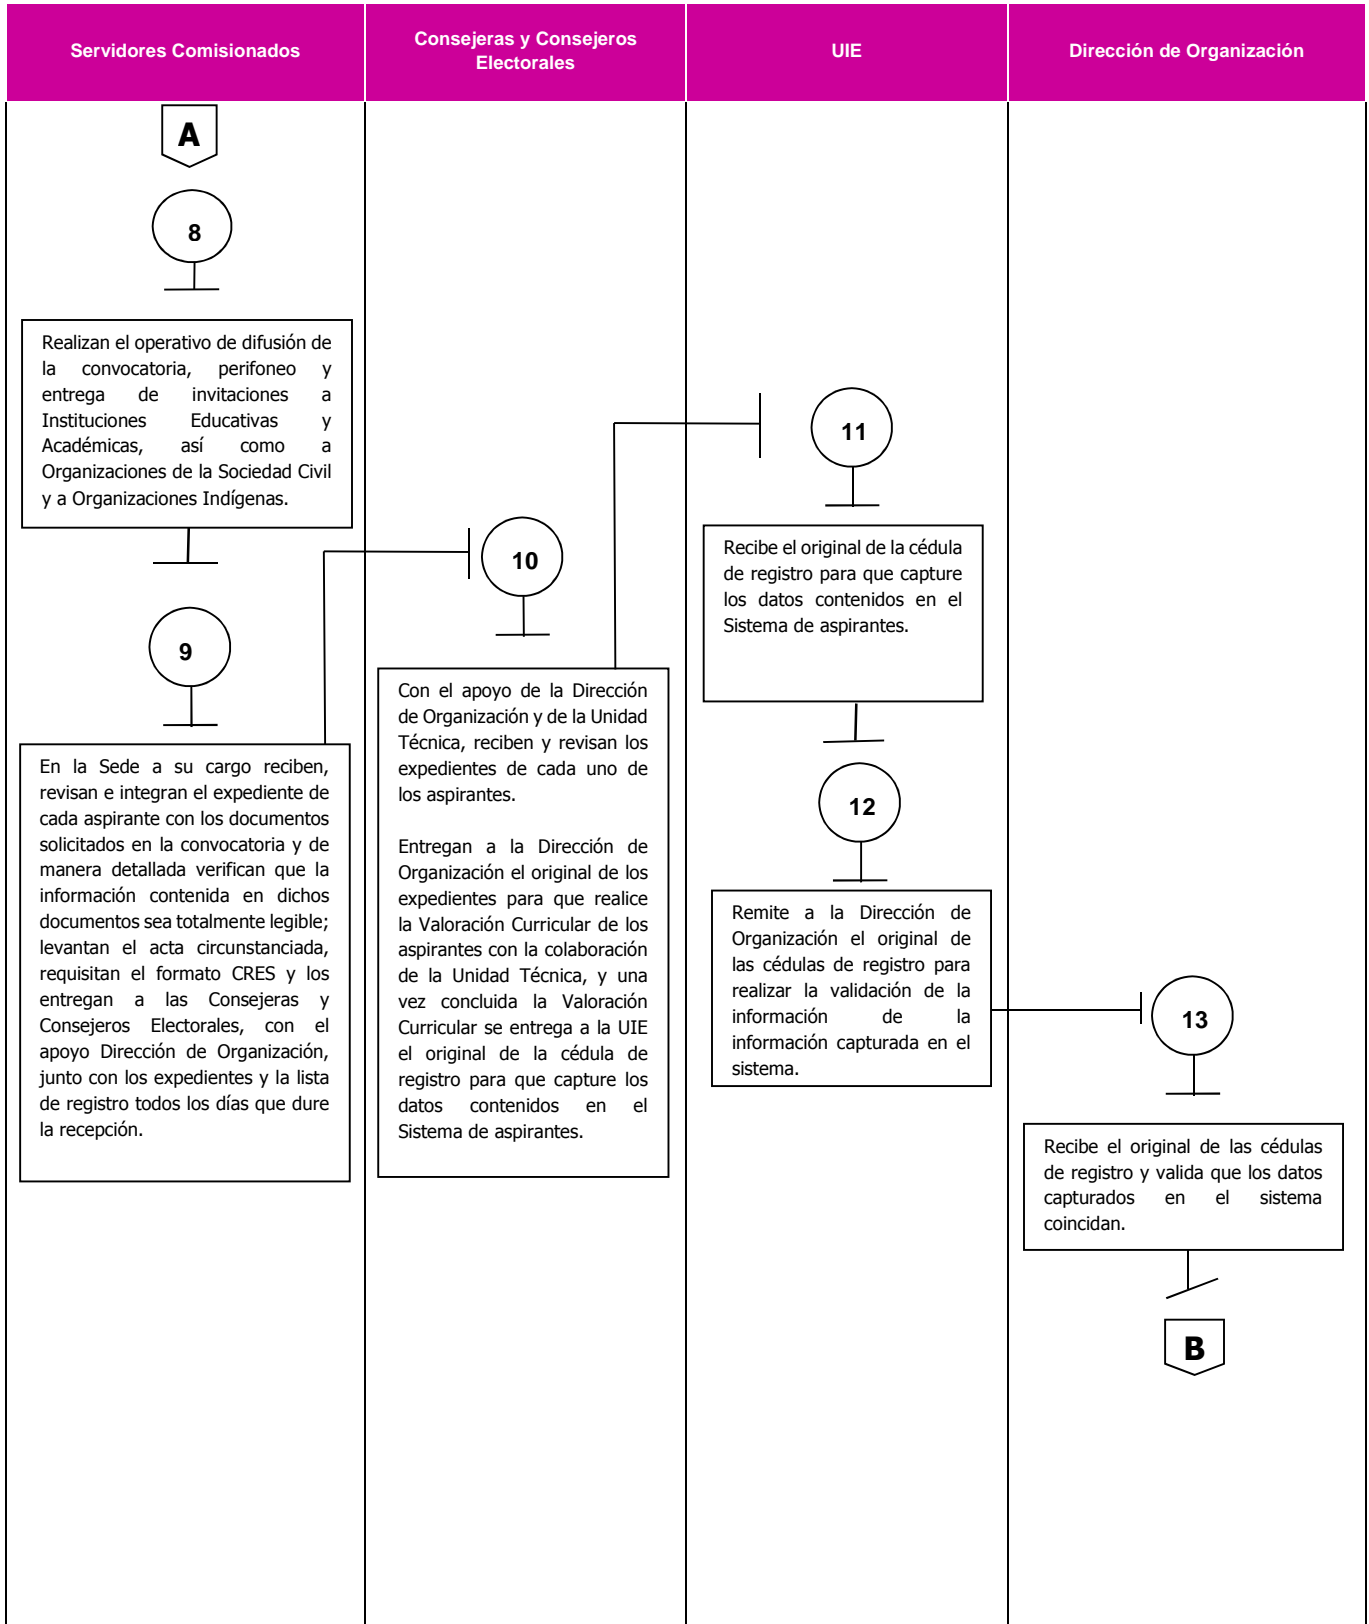 Servidores Comisionados
Consejeras y Consejeros
Electorales
UIE
Dirección de Organización
A
8
Realizan el operativo de difusión de
la convocatoria, perifoneo y
entrega de invitaciones a
Instituciones Educativas y
Académicas, así como a
Organizaciones de la Sociedad Civil
y a Organizaciones Indígenas.
9
En la Sede a su cargo reciben,
revisan e integran el expediente de
cada aspirante con los documentos
solicitados en la convocatoria y de
manera detallada verifican que la
información contenida en dichos
documentos sea totalmente legible;
levantan el acta circunstanciada,
requisitan el formato CRES y los
entregan a las Consejeras y
Consejeros Electorales, con el
apoyo Dirección de Organización,
junto con los expedientes y la lista
de registro todos los días que dure
la recepción.
10
Con el apoyo de la Dirección
de Organización y de la Unidad
Técnica, reciben y revisan los
expedientes de cada uno de
los aspirantes.
Entregan a la Dirección de
Organización el original de los
expedientes para que realice
la Valoración Curricular de los
aspirantes con la colaboración
de la Unidad Técnica, y una
vez concluida la Valoración
Curricular se entrega a la UIE
el original de la cédula de
registro para que capture los
datos contenidos en el
Sistema de aspirantes.
11
Recibe el original de la cédula
de registro para que capture
los datos contenidos en el
Sistema de aspirantes.
12
Remite a la Dirección de
Organización el original de
las cédulas de registro para
realizar la validación de la
información de la
información capturada en el
sistema.
13
Recibe el original de las cédulas
de registro y valida que los datos
capturados en el sistema
coincidan.
B